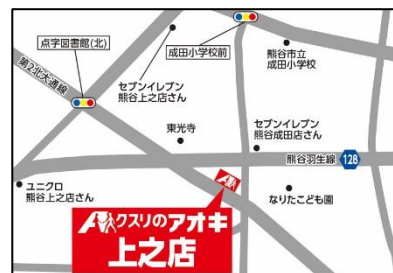 点字図書館(北)
成田小学校前
熊谷市立
成田小学校
第2北大通線
セブンイレブン
熊谷上之店さん
セブンイレブン
熊谷成田店さん
東光寺
熊谷羽生線
128
ユニクロ
熊谷上之店さん
なりたこども園
クスリのアオキ
上之店